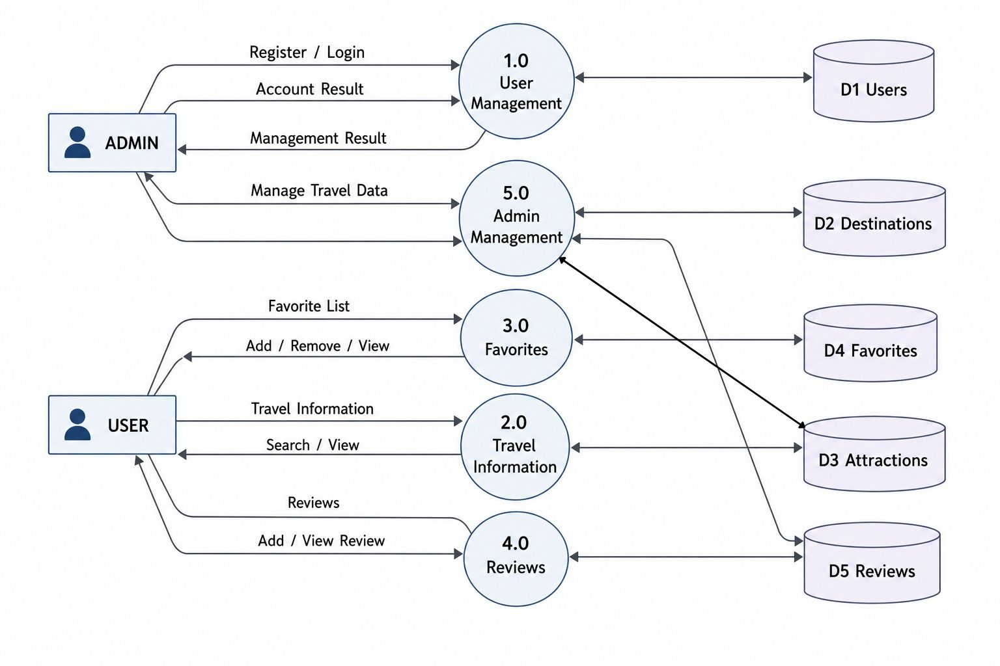 Register / Login
Account Result
Management Result
ADMIN
Manage Travel Data
1.0
User
Management
D1 Users
5.0
Admin
Management
D2 Destinations
Favorite List
Add / Remove / View
3.0
Favorites
D4 Favorites
USER
Travel Information
Search / View
2.0
Travel
Information
D3 Attractions
Reviews
Add / View Review
4.0
Reviews
D5 Reviews